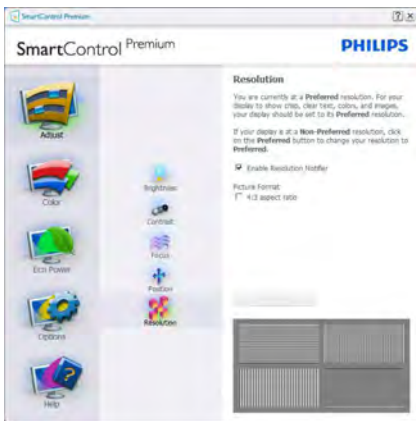 SmartControl Premium
SmartControl Premium
PHILIPS
Adjust
Color
Eco Power
Options
Help
Brightness
Contrast
Focus
Position
Resolution
Resolution
You are currently at a Preferred resolution. For your
display to show crisp, clear text, colors, and images,
your display should be set to its Preferred resolution.
If your display is at a Non-Preferred resolution, click
on the Preferred button to change your resolution to
Preferred.
Enable Resolution Notifier
Picture Format
4:3 aspect ratio